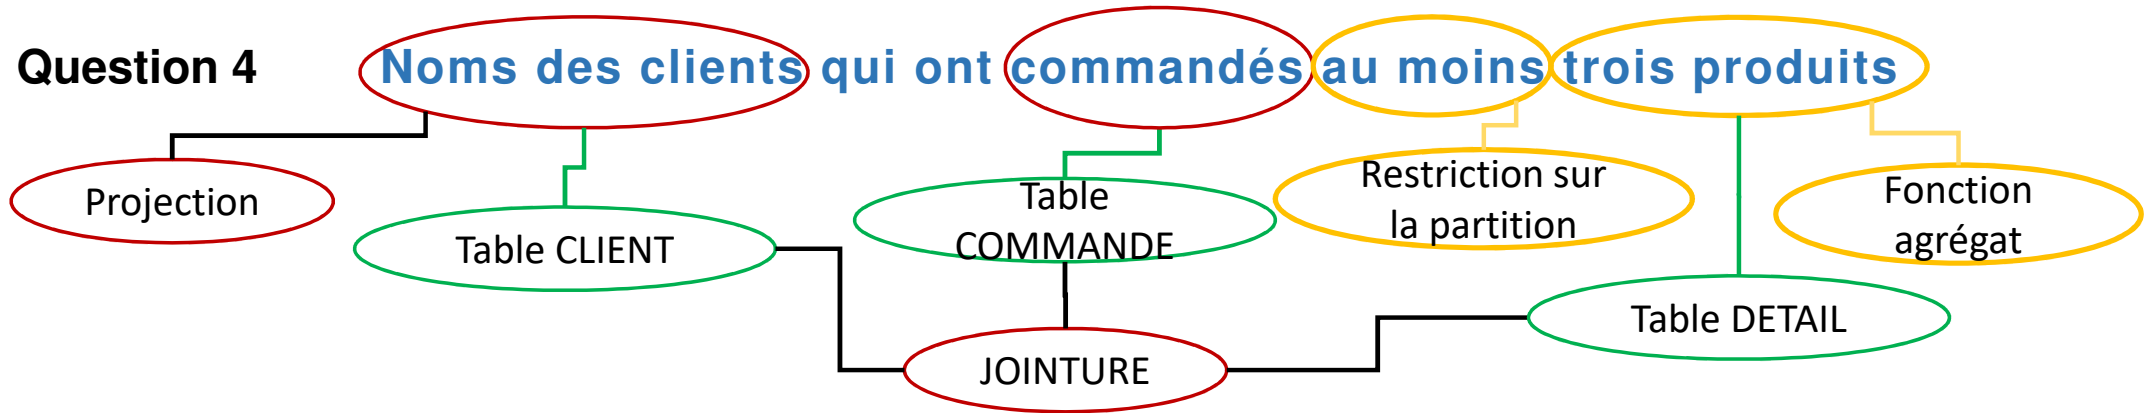 Question 4 Noms des clients qui ont commandés au moins trois produits
Projection
Table CLIENT
Table
COMMANDE
Restriction sur
la partition
Fonction
agrégat
Table DETAIL
JOINTURE